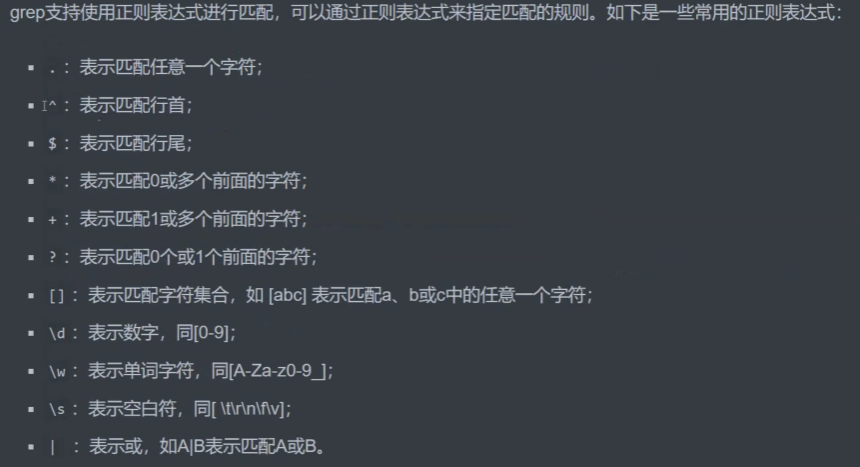 grep支持使用正则表达式进行匹配，可以通过正则表达式来指定匹配的规则。如下是一些常用的正则表达式：
. ：表示匹配任意一个字符；
^ ：表示匹配行首；
$ ：表示匹配行尾；
* ：表示匹配0或多个前面的字符；
+ ：表示匹配1或多个前面的字符；
? ：表示匹配0个或1个前面的字符；
[] ：表示匹配字符集合，如 [abc] 表示匹配a、b或c中的任意一个字符；
\d ：表示数字，同[0-9]；
\w ：表示单词字符，同[A-Za-z0-9_]；
\s ：表示空白符，同[ \t\r\n\f\v]；
| ：表示或，如A|B表示匹配A或B。